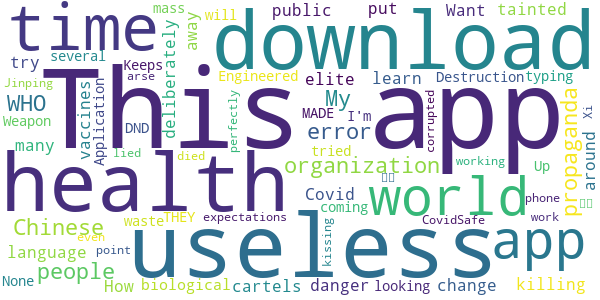 time several mass away put public Want tainted
try download will
WHO vaccines Application Keeps arse deliberately Engineered elite learn Destruction typing
Jinping This app
Weapon DND My error perfectly MADE I'm corrupted Xi
many lied died tried organization working around propaganda
health Covid world Up
Chinese waste THEY expectations coming phone
language even useless kissing CovidSafe work app
None people point
How biological cartels danger looking change killing